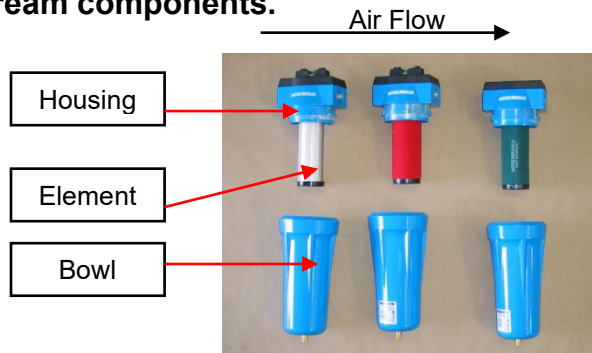 ream components.
Air Flow
Housing
Element
Bowl